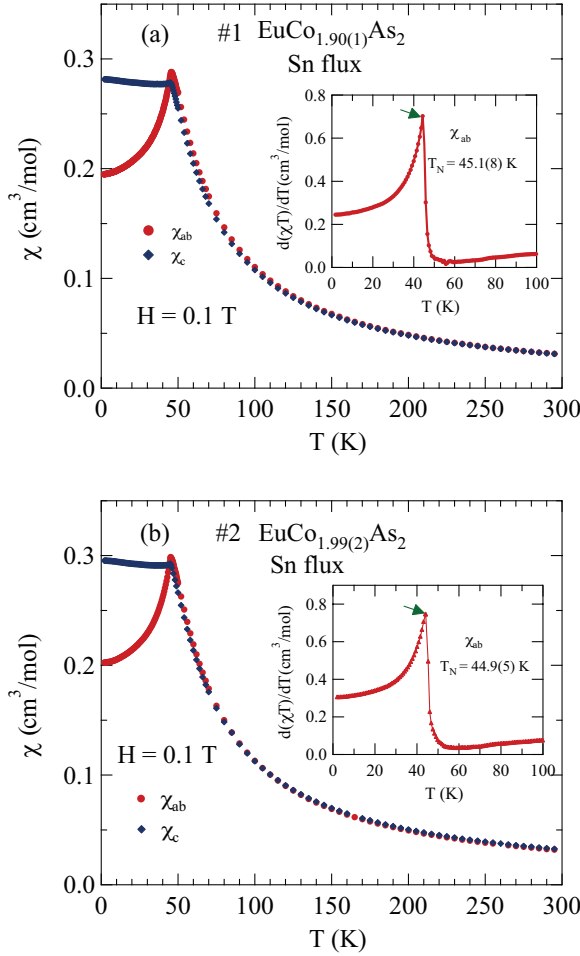 (a) #1 EuCo1.90(1)As2
Sn flux
χ (cm3/mol)
0.3
0.2
0.1
0.0
χab
χc
H = 0.1 T
0 50 100 150 200 250 300
T (K)
d(χT)/dT(cm3/mol)
0.8
0.6
0.4
0.2
0.0
χab
TN = 45.1(8) K
0 20 40 60 80 100
T (K)
(b) #2 EuCo1.99(2)As2
Sn flux
χ (cm3/mol)
0.3
0.2
0.1
0.0
H = 0.1 T
χab
χc
0 50 100 150 200 250 300
T (K)
d(χT)/dT(cm3/mol)
0.8
0.6
0.4
0.2
0.0
χab
TN = 44.9(5) K
0 20 40 60 80 100
T (K)